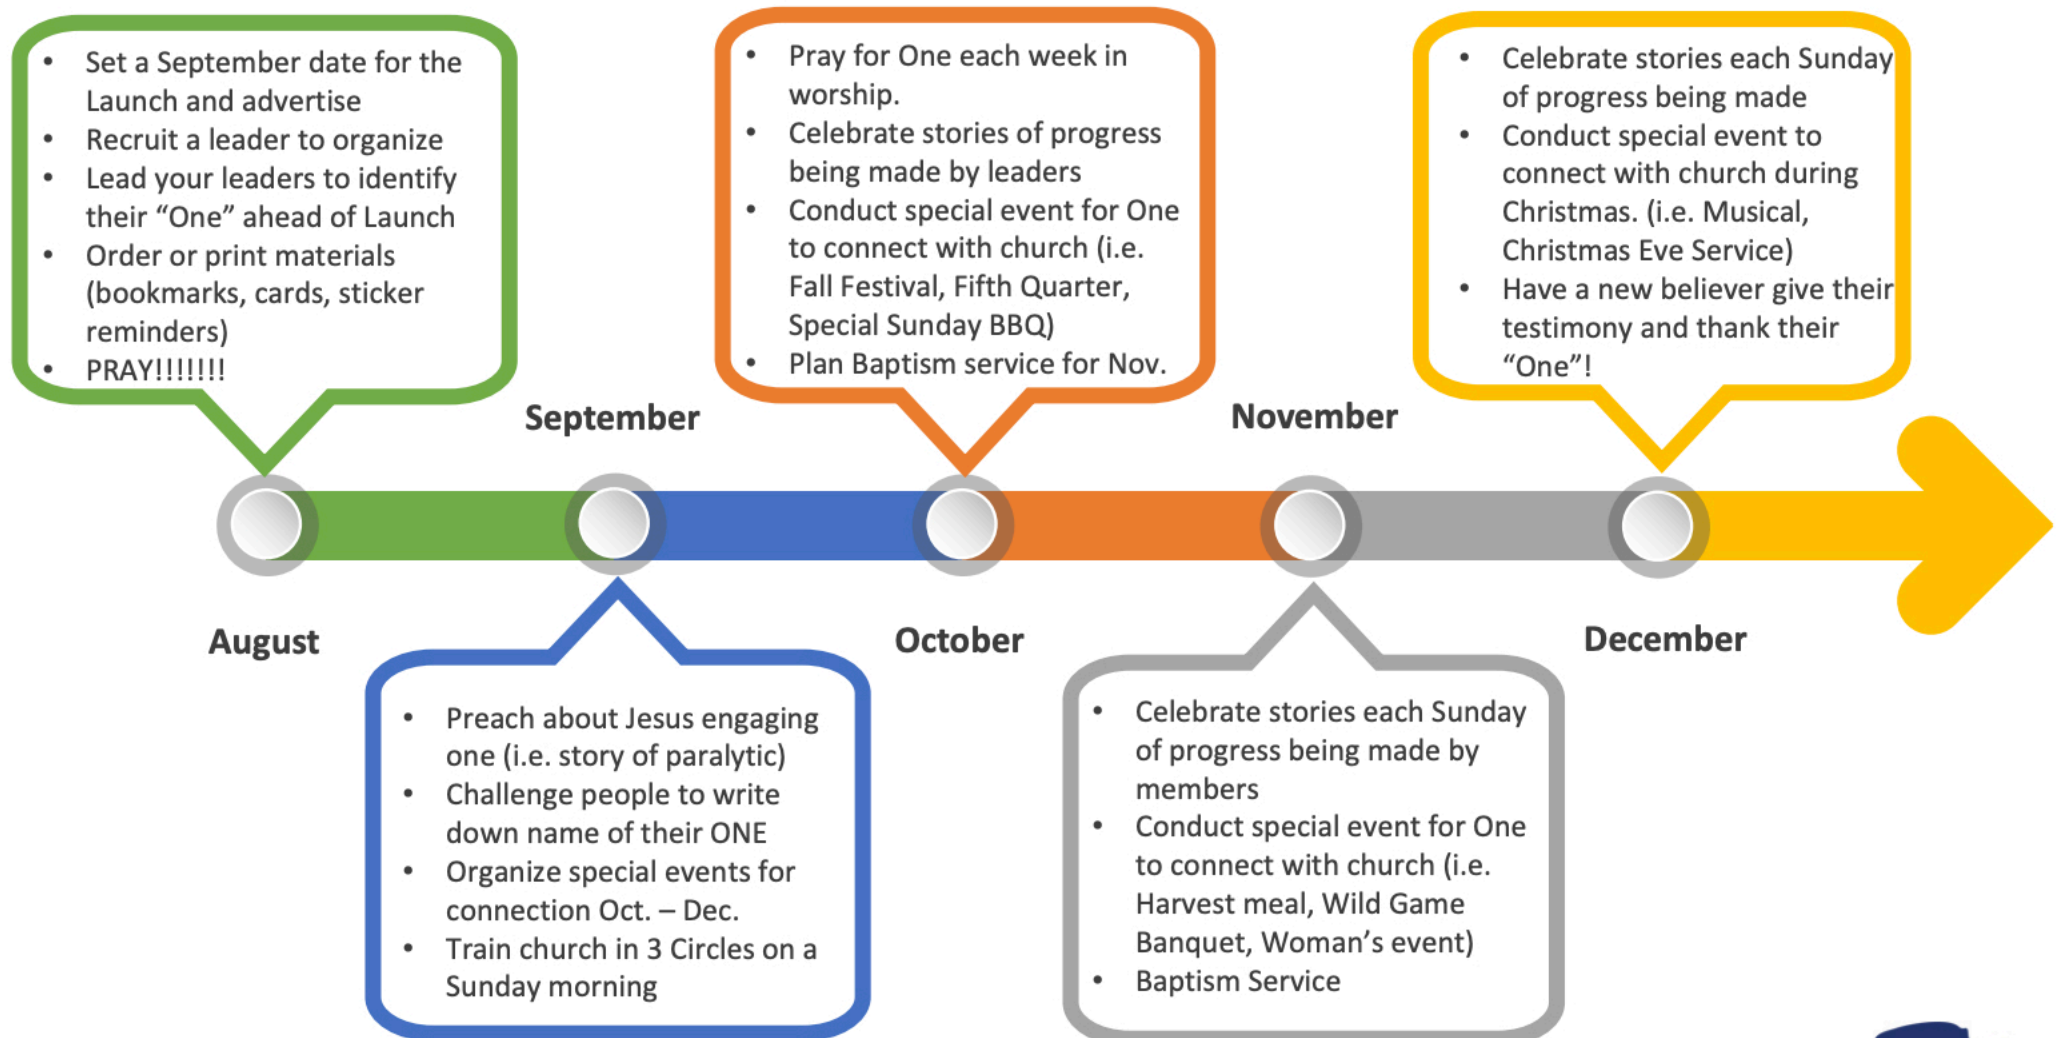 • Set a September date for the
Launch and advertise
• Recruit a leader to organize
• Lead your leaders to identify
their “One” ahead of Launch
• Order or print materials
(bookmarks, cards, sticker
reminders)
• PRAY!!!!!!!
August
September
• Preach about Jesus engaging
one (i.e. story of paralytic)
• Challenge people to write
down name of their ONE
• Organize special events for
connection Oct. – Dec.
• Train church in 3 Circles on a
Sunday morning
• Pray for One each week in
worship.
• Celebrate stories of progress
being made by leaders
• Conduct special event for One
to connect with church (i.e.
Fall Festival, Fifth Quarter,
Special Sunday BBQ)
• Plan Baptism service for Nov.
October
November
• Celebrate stories each Sunday
of progress being made by
members
• Conduct special event for One
to connect with church (i.e.
Harvest meal, Wild Game
Banquet, Woman’s event)
• Baptism Service
• Celebrate stories each Sunday
of progress being made
• Conduct special event to
connect with church during
Christmas. (i.e. Musical,
Christmas Eve Service)
• Have a new believer give their
testimony and thank their
“One”!
December